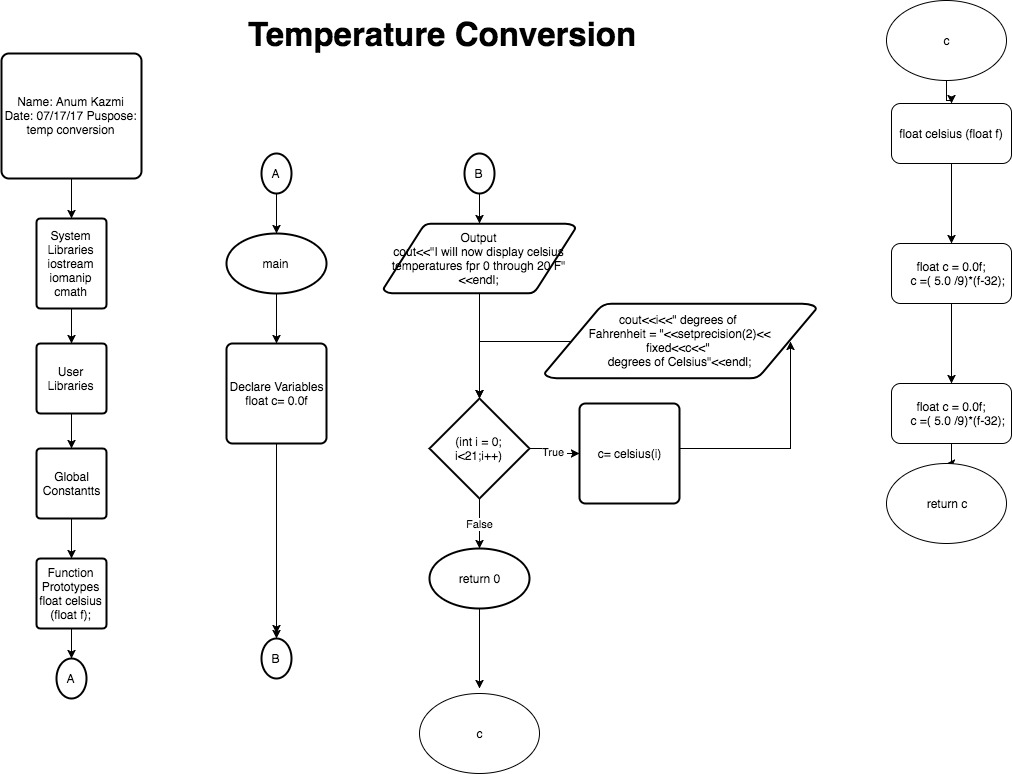 Temperature Conversion
Name: Anum Kazmi
Date: 07/17/17 Puspose:
temp conversion
System
Libraries
iostream
iomanip
cmath
User
Libraries
Global
Constantts
Function
Prototypes
float celsius
(float f);
A
A
main
Declare Variables
float c= 0.0f
B
B
Output
cout<<"I will now display celsius
temperatures fpr 0 through 20 F"
<<endl;
cout<<i<<" degrees of
Fahrenheit = "<<setprecision(2)<<
fixed<<c<<"
degrees of Celsius"<<endl;
(int i = 0;
i<21;i++)
True
c= celsius(i)
False
return 0
c
c
float celsius (float f)
float c = 0.0f;
c =( 5.0 /9)*(f-32);
float c = 0.0f;
c =( 5.0 /9)*(f-32);
return c